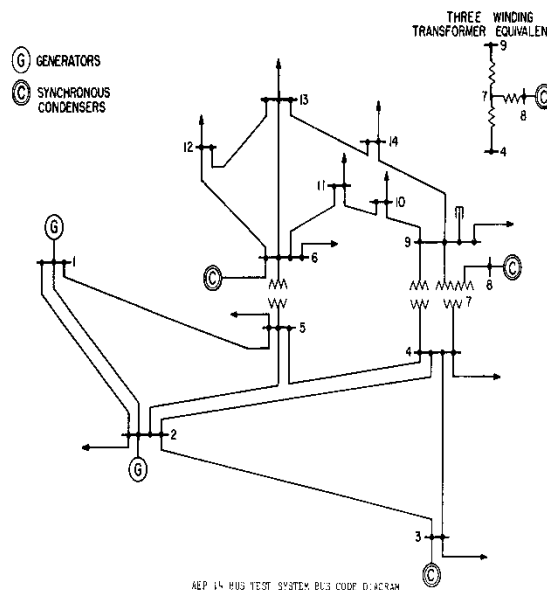 THREE WINDING
TRANSFORMER EQUIVALEN
9
G GENERATORS
C SYNCHRONOUS
CONDENSERS
7
8
C
4
13
14
12
11
10
G
1
6
9
C
8
C
7
5
4
2
G
3
C
AEP 14 BUS TEST SYSTEM BUS CODE DIAGRAM